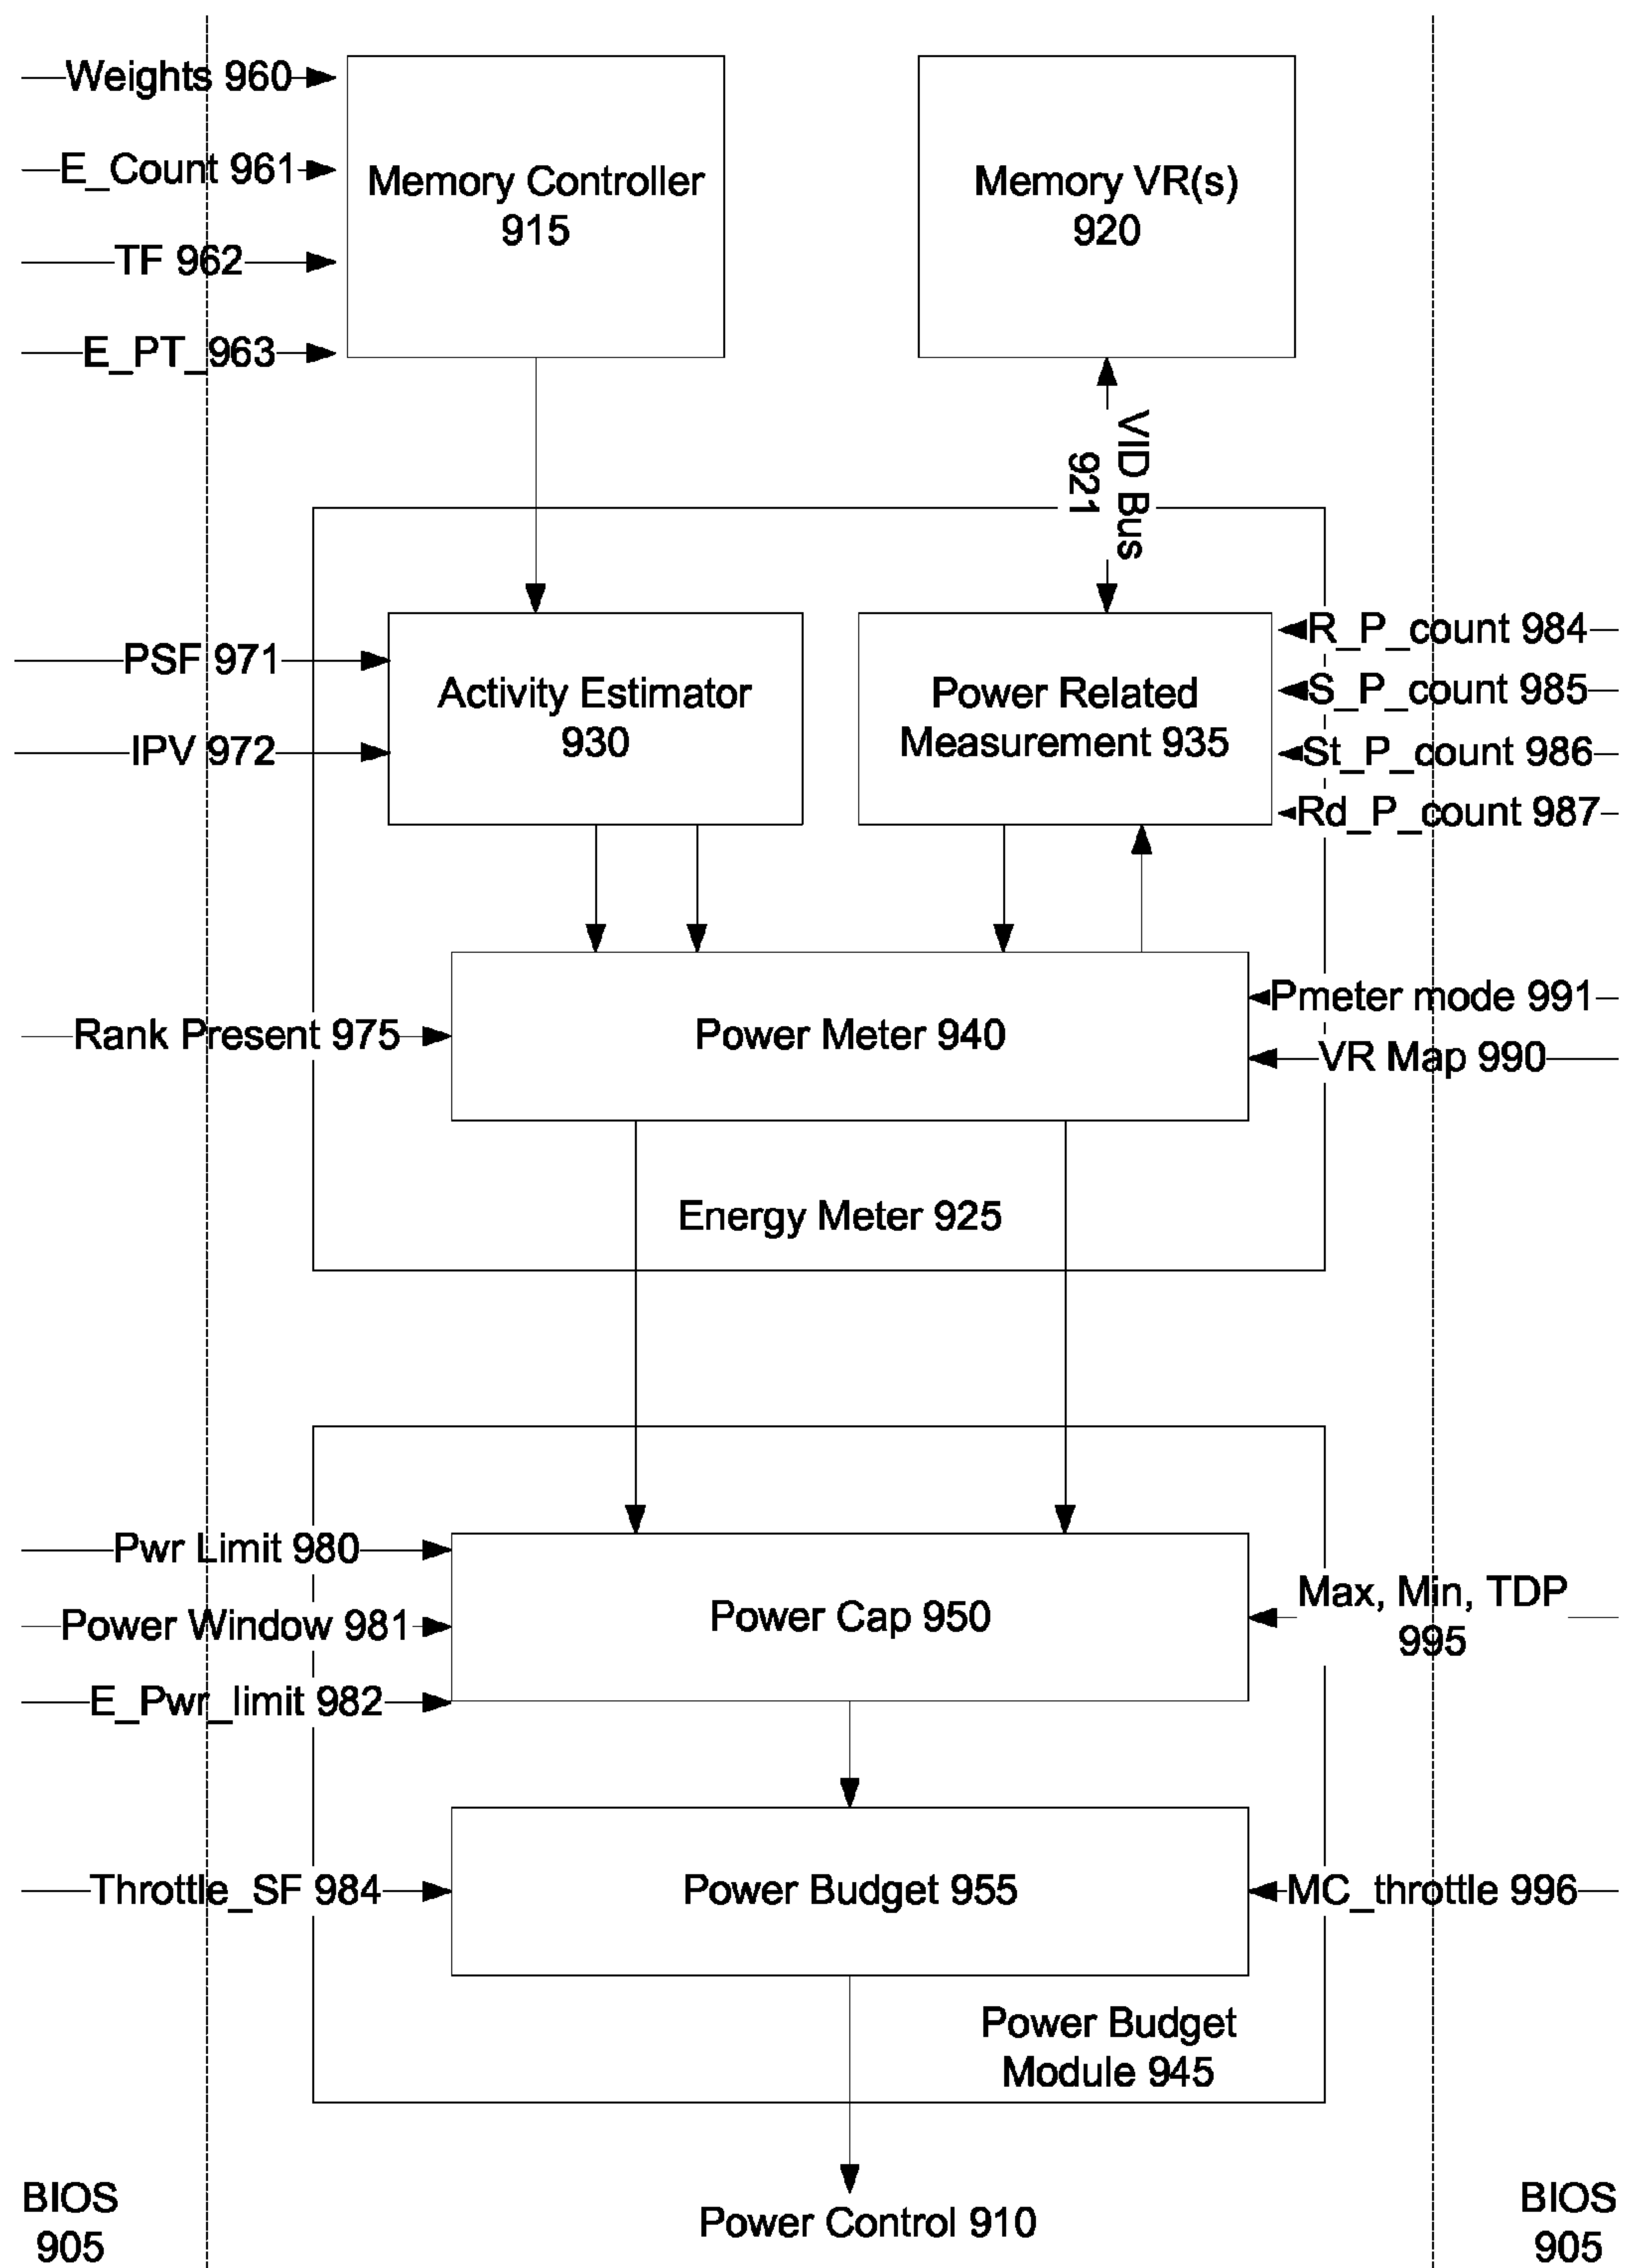 Weights 960
E_Count 961
TF 962
E_PT_963
Memory Controller
915
Memory VR(s)
920
VID Bus
921
PSF 971
IPV 972
Activity Estimator
930
Power Related
Measurement 935
R_P_count 984
S_P_count 985
St_P_count 986
Rd_P_count 987
Rank Present 975
Power Meter 940
Pmeter mode 991
VR Map 990
Energy Meter 925
Pwr Limit 980
Power Window 981
E_Pwr_limit 982
Power Cap 950
Max, Min, TDP
995
Throttle_SF 984
Power Budget 955
MC_throttle 996
Power Budget
Module 945
BIOS
905
Power Control 910
BIOS
905